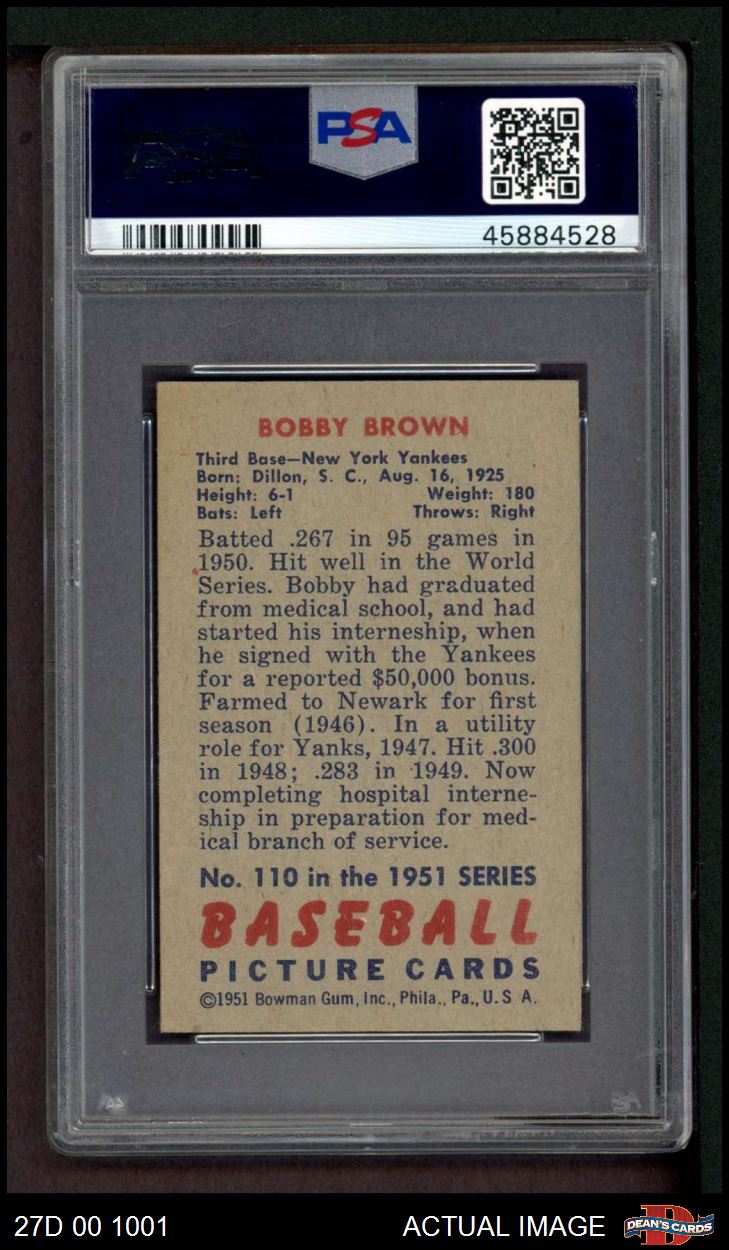 PSA
45884528
BOBBY BROWN
Third Base—New York Yankees
Born: Dillon, S. C., Aug. 16, 1925
Height: 6-1 Weight: 180
Bats: Left Throws: Right
Batted .267 in 95 games in
1950. Hit well in the World
Series. Bobby had graduated
from medical school, and had
started his interneship, when
he signed with the Yankees
for a reported $50,000 bonus.
Farmed to Newark for first
season (1946). In a utility
role for Yanks, 1947. Hit .300
in 1948; .283 in 1949. Now
completing hospital interne-
ship in preparation for med-
ical branch of service.
No. 110 in the 1951 SERIES
BASEBALL
PICTURE CARDS
©1951 Bowman Gum, Inc., Phila., Pa., U. S A.
27D 00 1001 ACTUAL IMAGE DEAN'S CARDS